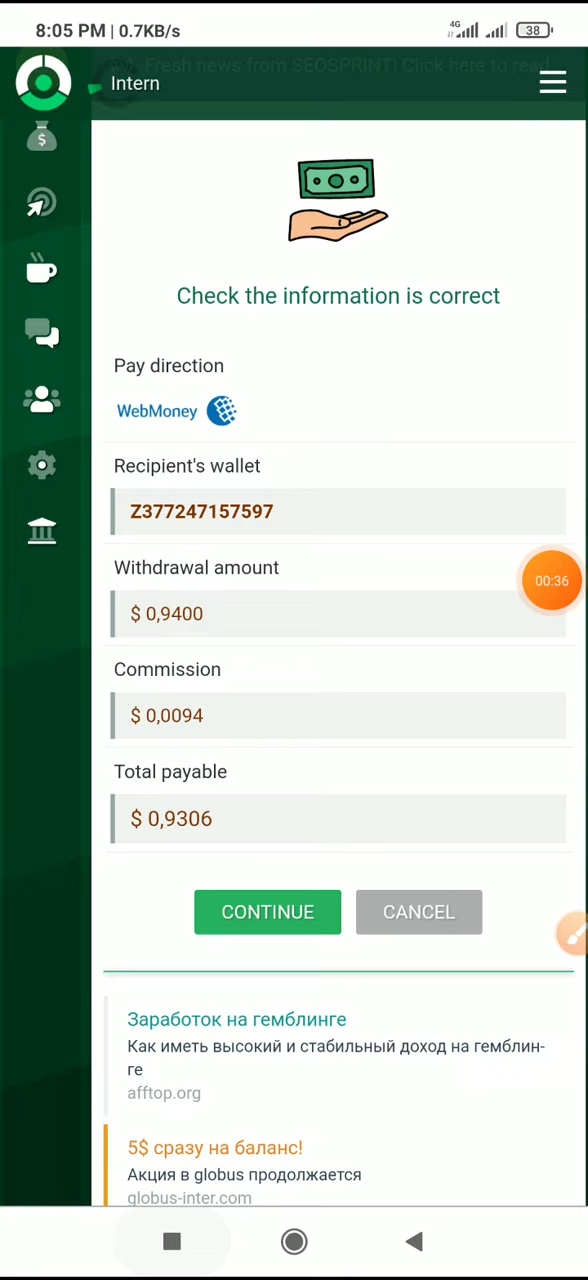 8:05 PM | 0.7KB/s
4G
38
Fresh news from SEOSPRINT! Click here to read
Intern
Check the information is correct
Pay direction
WebMoney
Recipient's wallet
Z377247157597
Withdrawal amount
00:36
$ 0,9400
Commission
$ 0,0094
Total payable
$ 0,9306
CONTINUE
CANCEL
Заработок на гемблинге
Как иметь высокий и стабильный доход на гемблин-
ге
afftop.org
5$ сразу на баланс!
Акция в globus продолжается
globus-inter.com